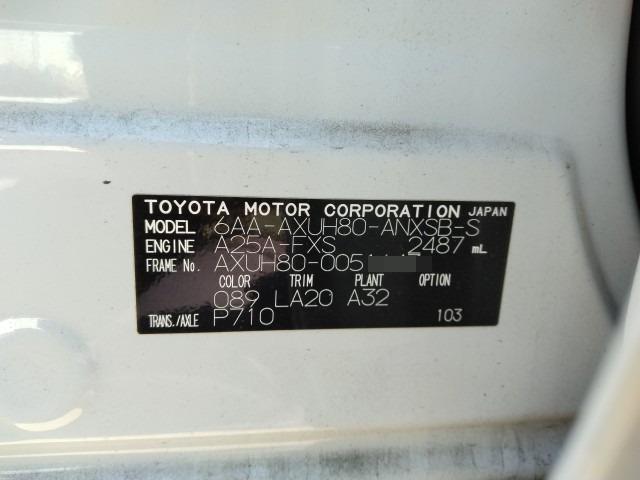 TOYOTA MOTOR CORPORATION JAPAN
MODEL 6AA-AXUH80-ANXSB-S
ENGINE A25A-FXS 2487 mL
FRAME No. AXUH80-005
COLOR TRIM PLANT OPTION
089 LA20 A32
TRANS./AXLE P710 103